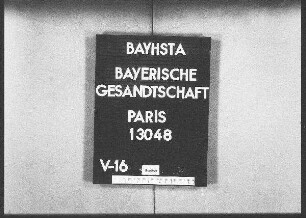 BAYHSTA
BAYERISCHE
GESANDTSCHAFT
PARIS
13048
V-16